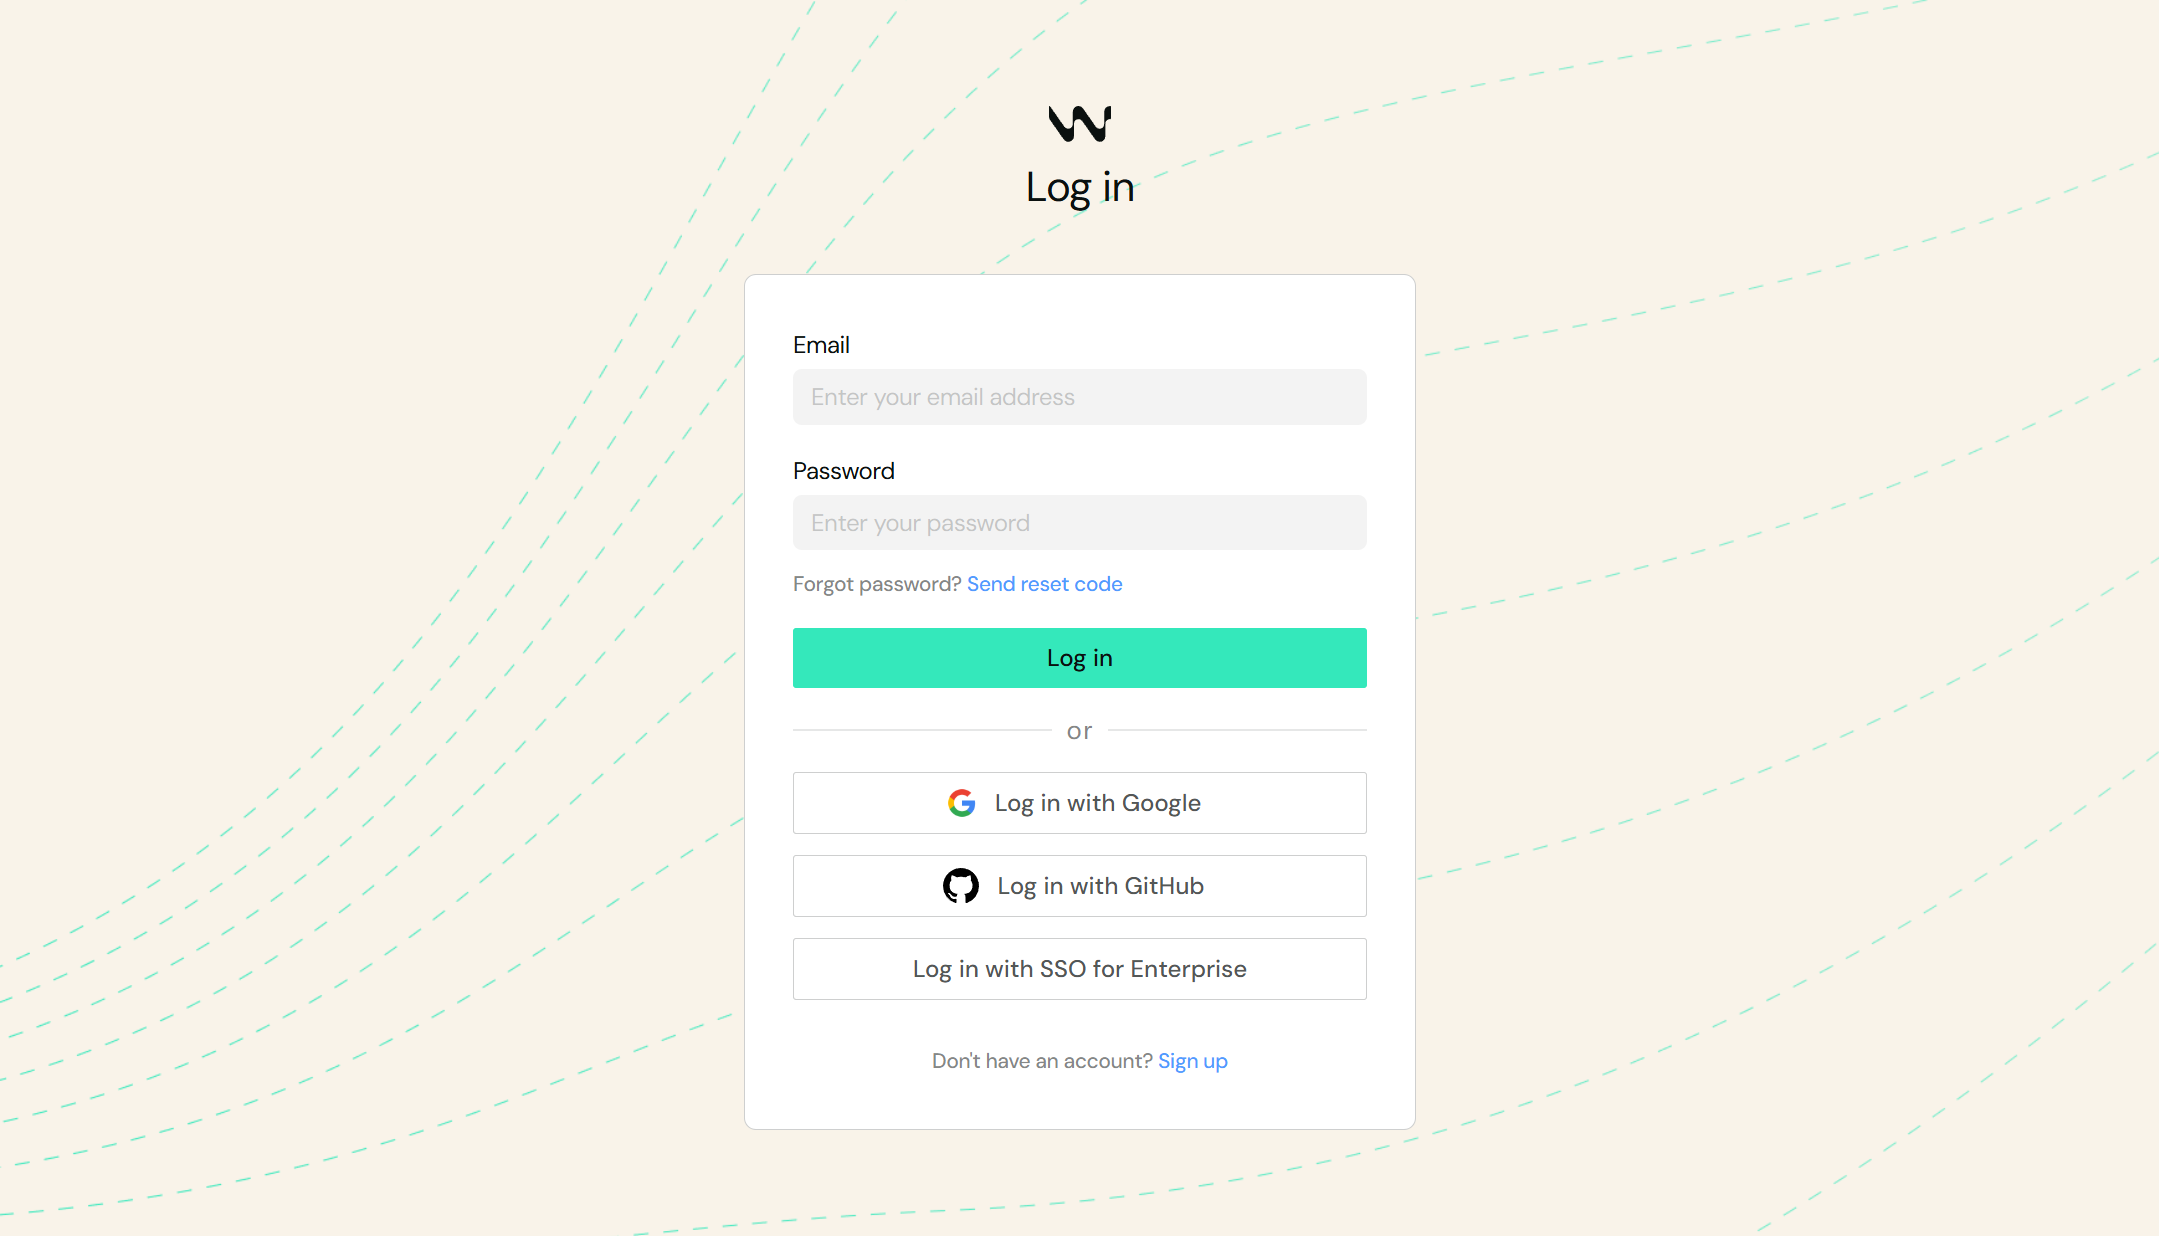 Log in
Email
Enter your email address
Password
Enter your password
Forgot password? Send reset code
Log in
or
Log in with Google
Log in with GitHub
Log in with SSO for Enterprise
Don't have an account? Sign up